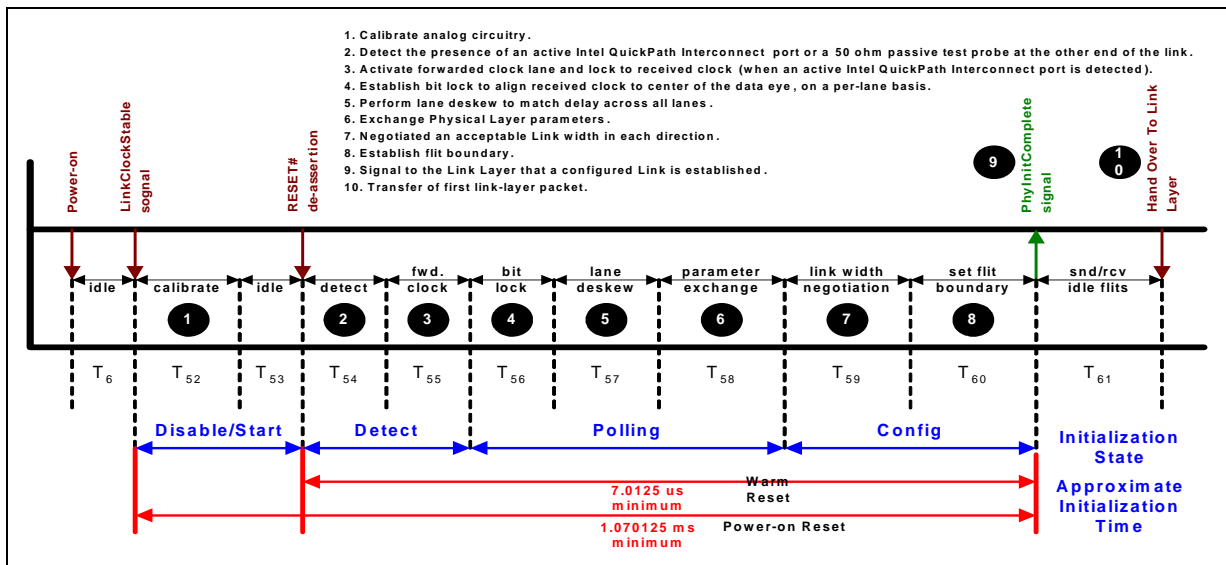 1. Calibrate analog circuitry.
2. Detect the presence of an active Intel QuickPath Interconnect port or a 50 ohm passive test probe at the other end of the link.
3. Activate forwarded clock lane and lock to received clock (when an active Intel QuickPath Interconnect port is detected).
4. Establish bit lock to align received clock to center of the data eye, on a per-lane basis.
5. Perform lane deskew to match delay across all lanes.
6. Exchange Physical Layer parameters.
7. Negotiated an acceptable Link width in each direction.
8. Establish flit boundary.
9. Signal to the Link Layer that a configured Link is established.
10. Transfer of first link-layer packet.
Power-on
LinkClockStable
sognal
RESET#
de-assertion
9
PhyInitComplete
signal
10
Hand Over To Link
Layer
idle
calibrate
idle
detect
fwd.
clock
bit
lock
lane
deskew
parameter
exchange
link width
negotiation
set flit
boundary
snd/rcv
idle flits
1
2
3
4
5
6
7
8
T6
T52
T53
T54
T55
T56
T57
T58
T59
T60
T61
Disable/Start
Detect
Polling
Config
Initialization
State
Warm
Reset
7.0125 us
minimum
Power-on Reset
1.070125 ms
minimum
Approximate
Initialization
Time